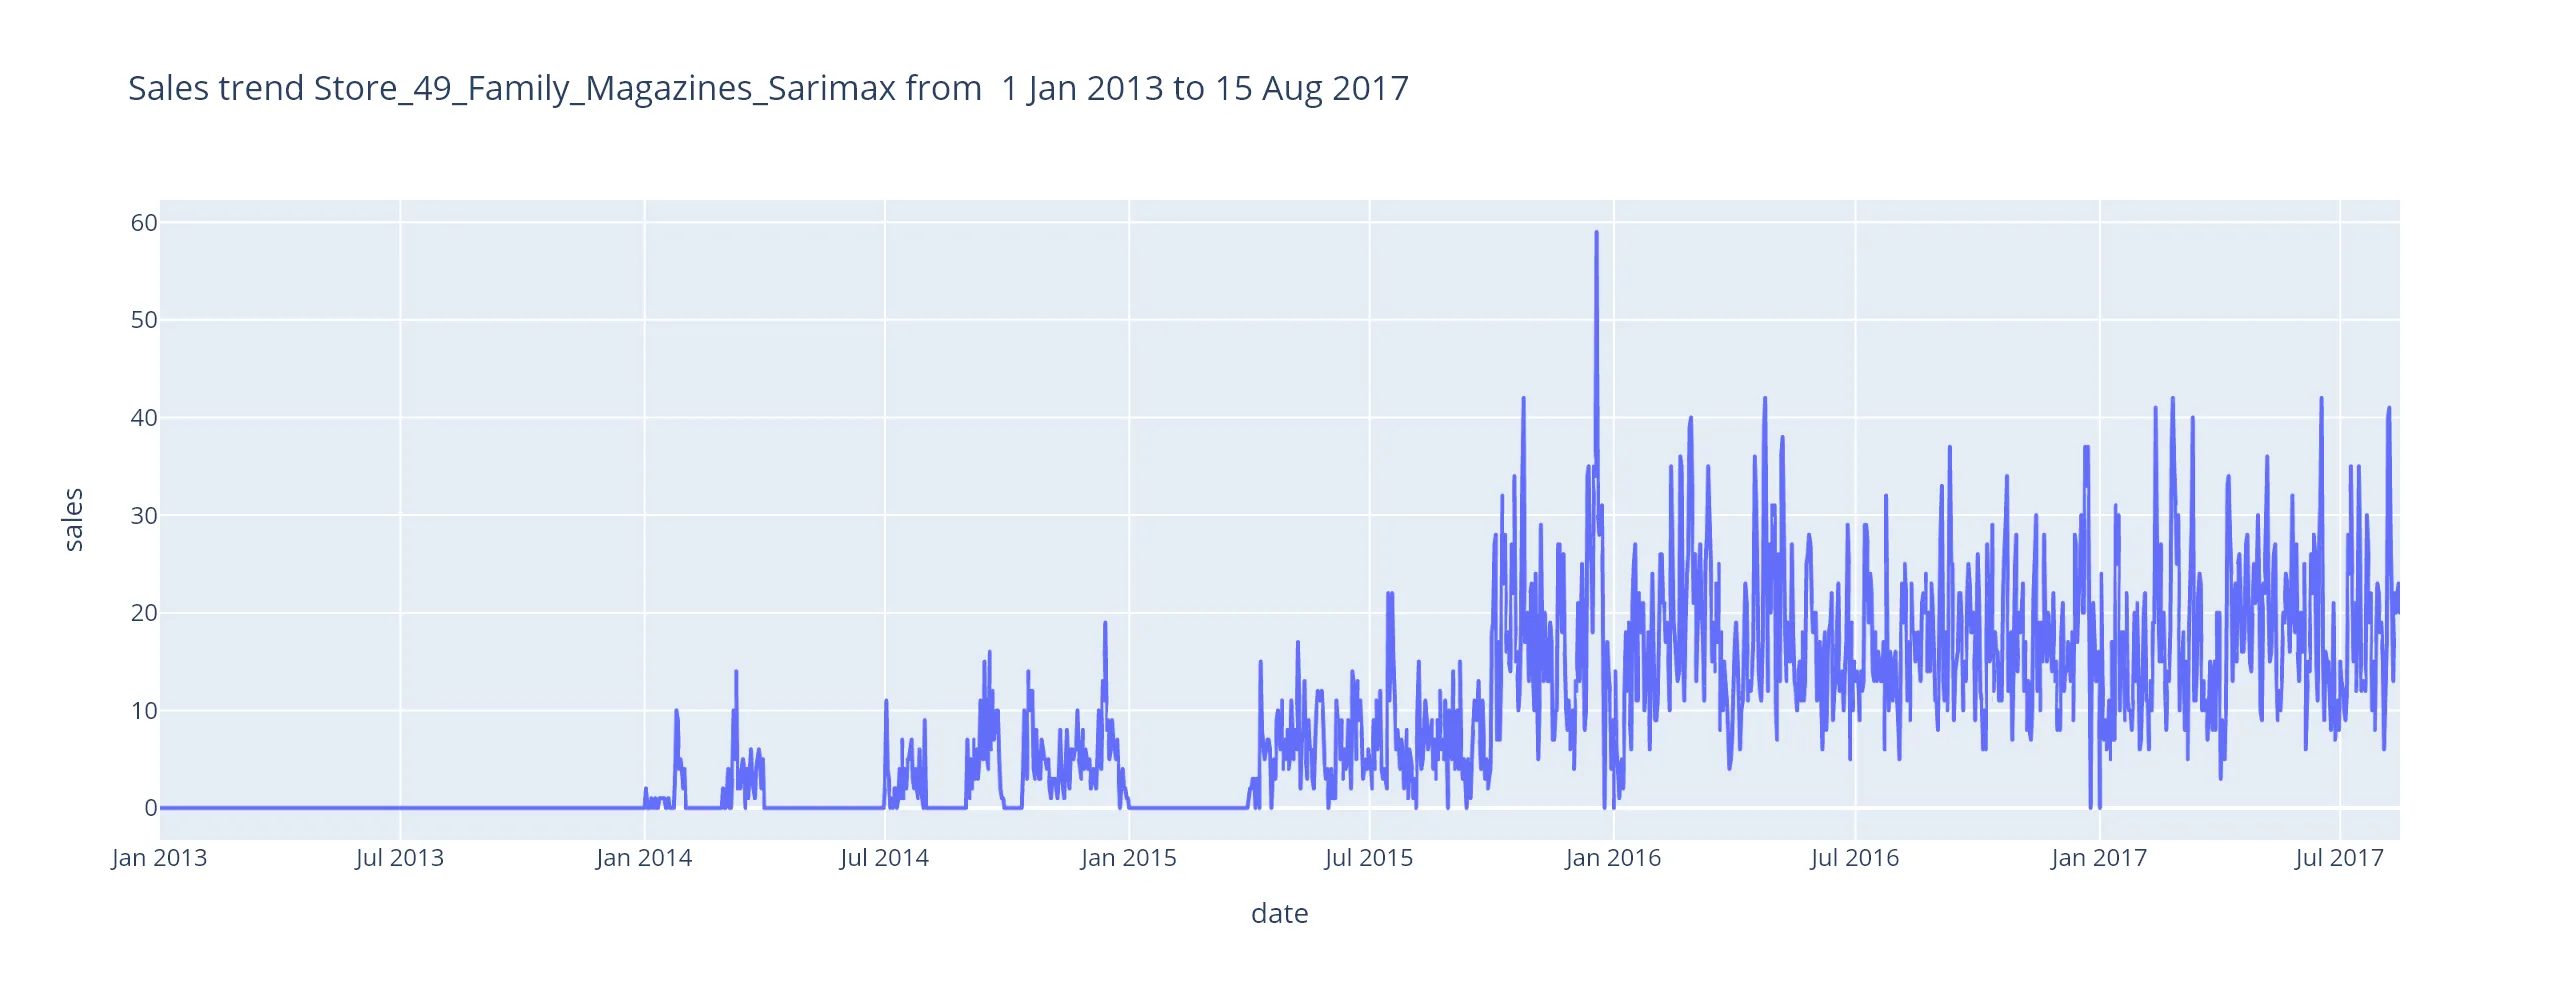 Sales trend Store_49_Family_Magazines_Sarimax from  1 Jan 2013 to 15 Aug 2017
60
50
40
30
20
10
0
sales
Jan 2013 Jul 2013 Jan 2014 Jul 2014 Jan 2015 Jul 2015 Jan 2016 Jul 2016 Jan 2017 Jul 2017
date